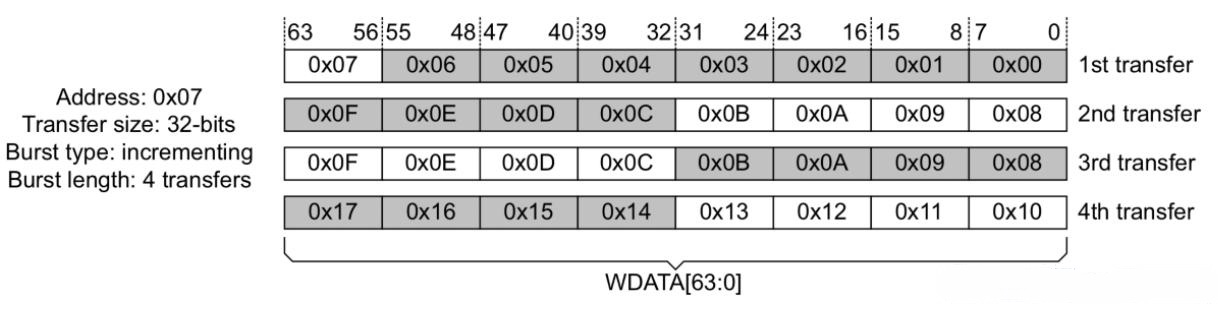 63 56 55 48 47 40 39 32 31 24 23 16 15 8 7 0
0x07 0x06 0x05 0x04 0x03 0x02 0x01 0x00 1st transfer
Address: 0x07
Transfer size: 32-bits
Burst type: incrementing
Burst length: 4 transfers
0x0F 0x0E 0x0D 0x0C 0x0B 0x0A 0x09 0x08 2nd transfer
0x0F 0x0E 0x0D 0x0C 0x0B 0x0A 0x09 0x08 3rd transfer
0x17 0x16 0x15 0x14 0x13 0x12 0x11 0x10 4th transfer
WDATA[63:0]